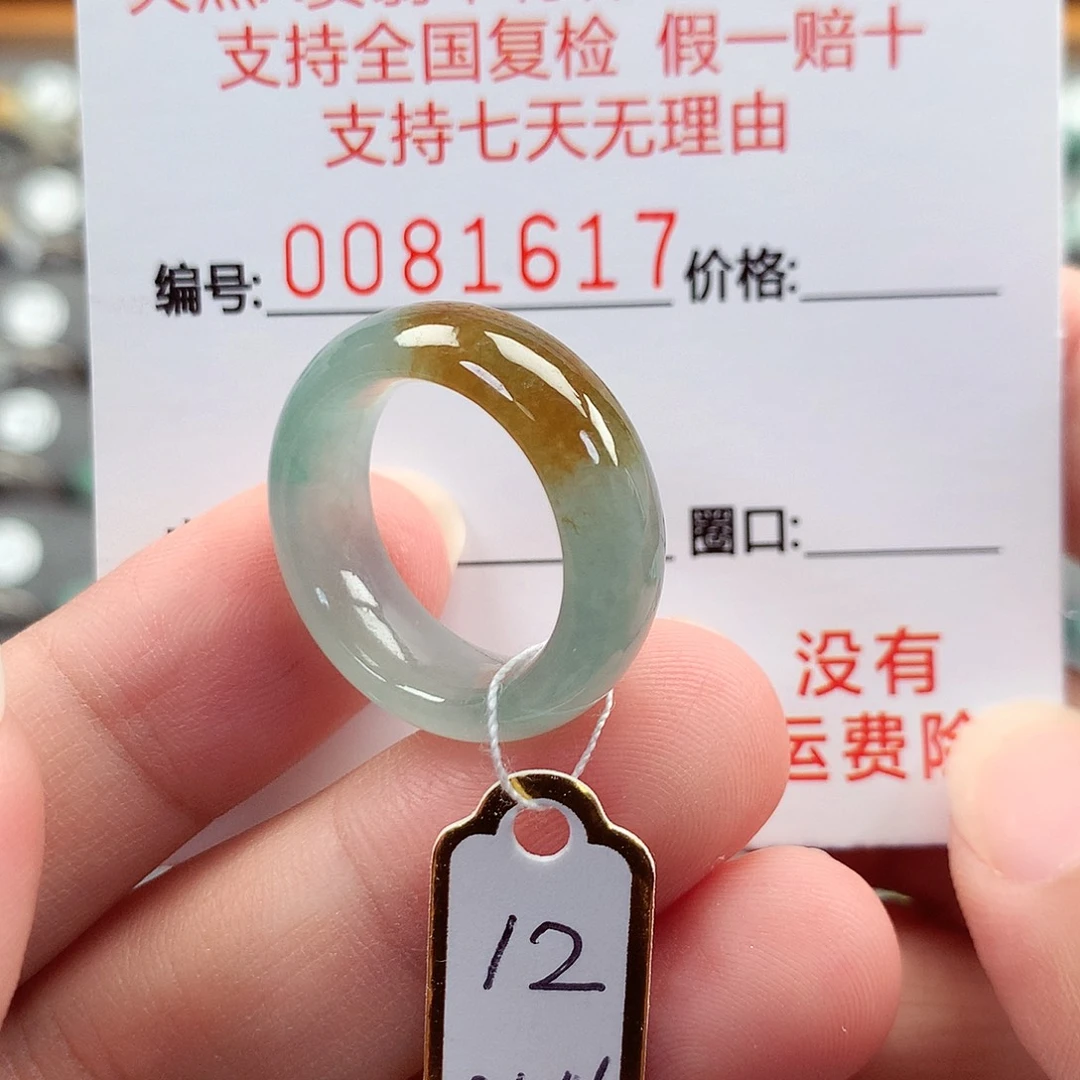 支持全国复检 假一赔十
支持七天无理由
编号: 0081617 价格:
圈口:
没有
运费险
12